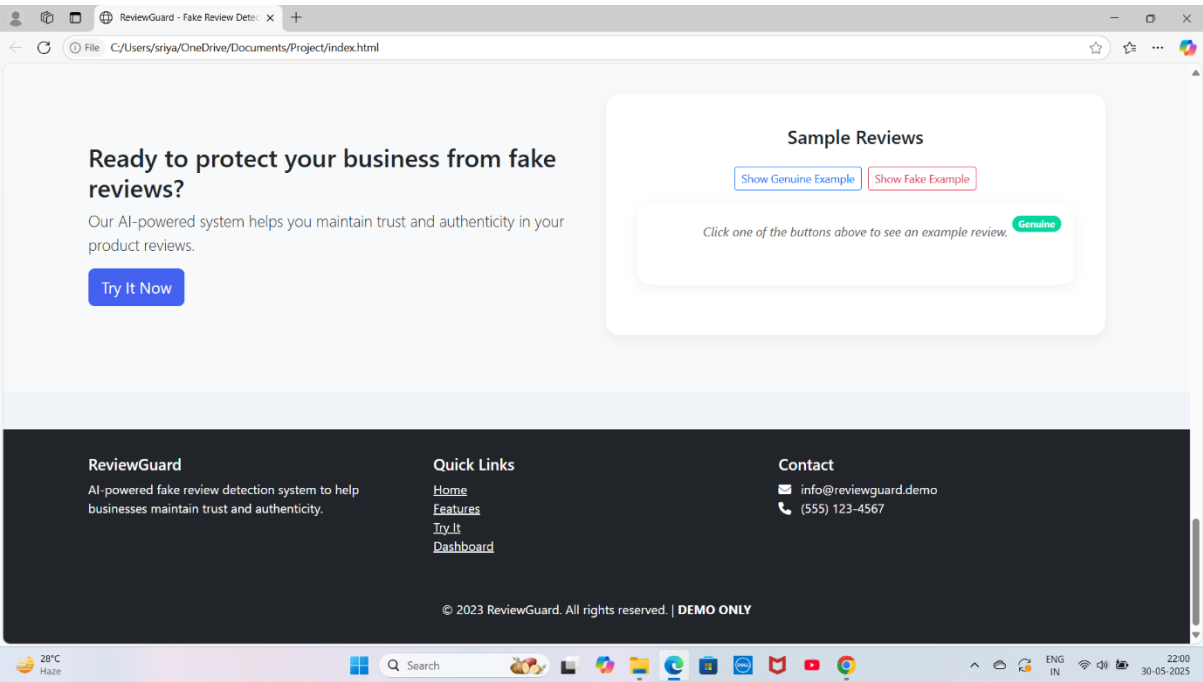 ReviewGuard - Fake Review Detec
File C:/Users/sriya/OneDrive/Documents/Project/index.html
Ready to protect your business from fake
reviews?
Our AI-powered system helps you maintain trust and authenticity in your
product reviews.
Try It Now
Sample Reviews
Show Genuine Example Show Fake Example
Genuine
Click one of the buttons above to see an example review.
ReviewGuard
AI-powered fake review detection system to help
businesses maintain trust and authenticity.
Quick Links
Home
Features
Try It
Dashboard
Contact
info@reviewguard.demo
(555) 123-4567
© 2023 ReviewGuard. All rights reserved. | DEMO ONLY
28°C
Haze
Search
DELL
ENG
IN
22:00
30-05-2025